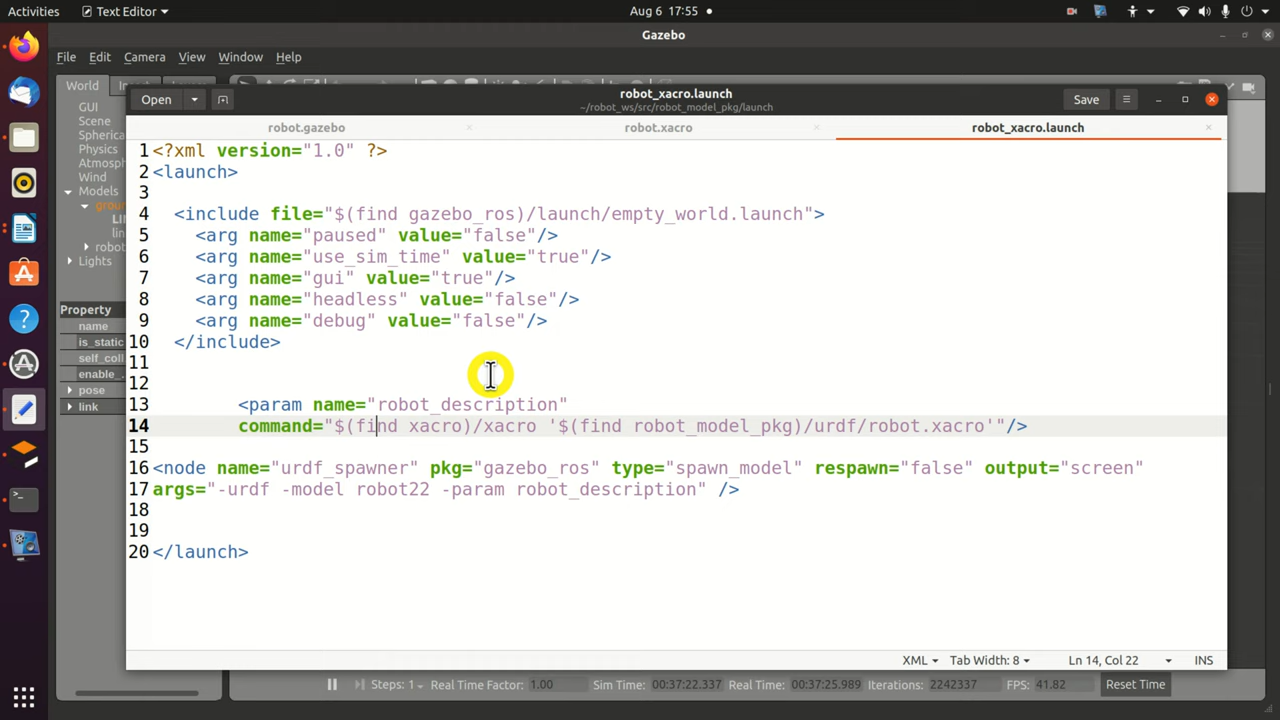 Activities
Text Editor
Aug 6 17:55
Gazebo
File Edit Camera View Window Help
World
GUI
Scene
Spherica
Physics
Atmosph
Wind
Models
groun
LI
lin
robot
Lights
Property
name
is_static
self_coll
enable_
pose
link
Open
robot_xacro.launch
~/robot_ws/src/robot_model_pkg/launch
Save
robot.gazebo
robot.xacro
robot_xacro.launch
1 <?xml version="1.0" ?>
2 <launch>
3
4 <include file="$(find gazebo_ros)/launch/empty_world.launch">
5 <arg name="paused" value="false"/>
6 <arg name="use_sim_time" value="true"/>
7 <arg name="gui" value="true"/>
8 <arg name="headless" value="false"/>
9 <arg name="debug" value="false"/>
10 </include>
11
12
13 <param name="robot_description"
14 command="$(find xacro)/xacro '$(find robot_model_pkg)/urdf/robot.xacro'"/>
15
16 <node name="urdf_spawner" pkg="gazebo_ros" type="spawn_model" respawn="false" output="screen"
17 args="-urdf -model robot22 -param robot_description" />
18
19
20 </launch>
XML
Tab Width: 8
Ln 14, Col 22
INS
Steps: 1
Real Time Factor: 1.00
Sim Time: 00:37:22.337
Real Time: 00:37:25.989
Iterations: 2242337
FPS: 41.82
Reset Time